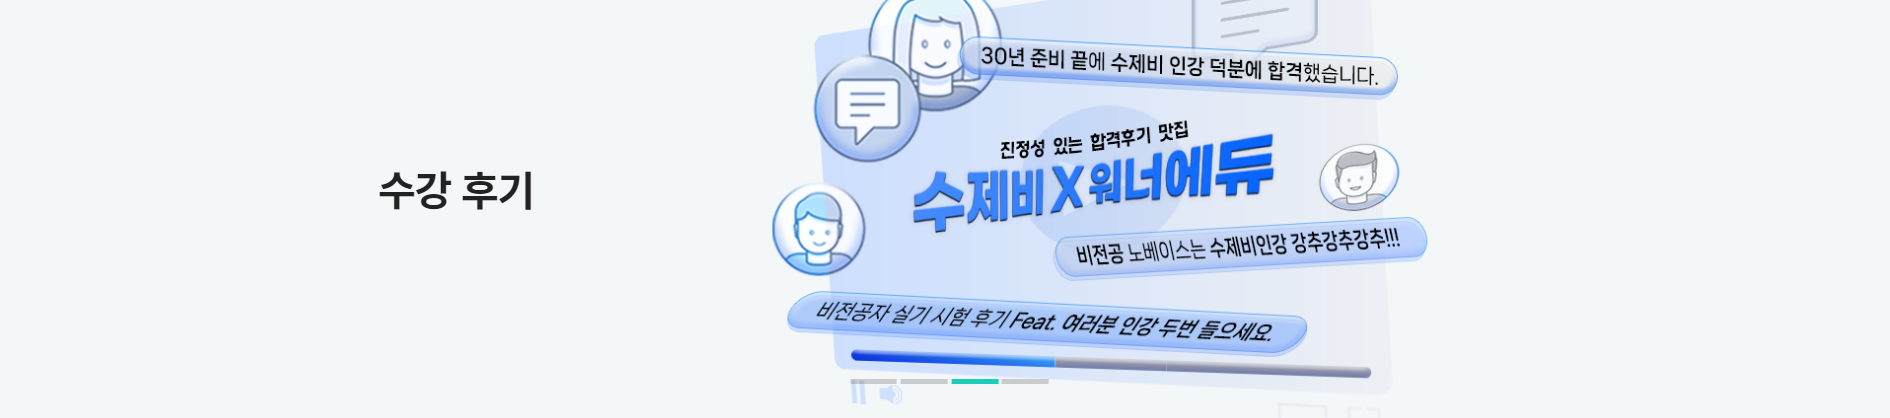 수강 후기
30년 준비 끝에 수제비 인강 덕분에 합격했습니다.
진정성 있는 합격후기 맛집
수제비X워너에듀
비전공 노베이스는 수제비인강 강추강추강추!!!
비전공자 실기 시험 후기 Feat. 여러분 인강 두번 들으세요.